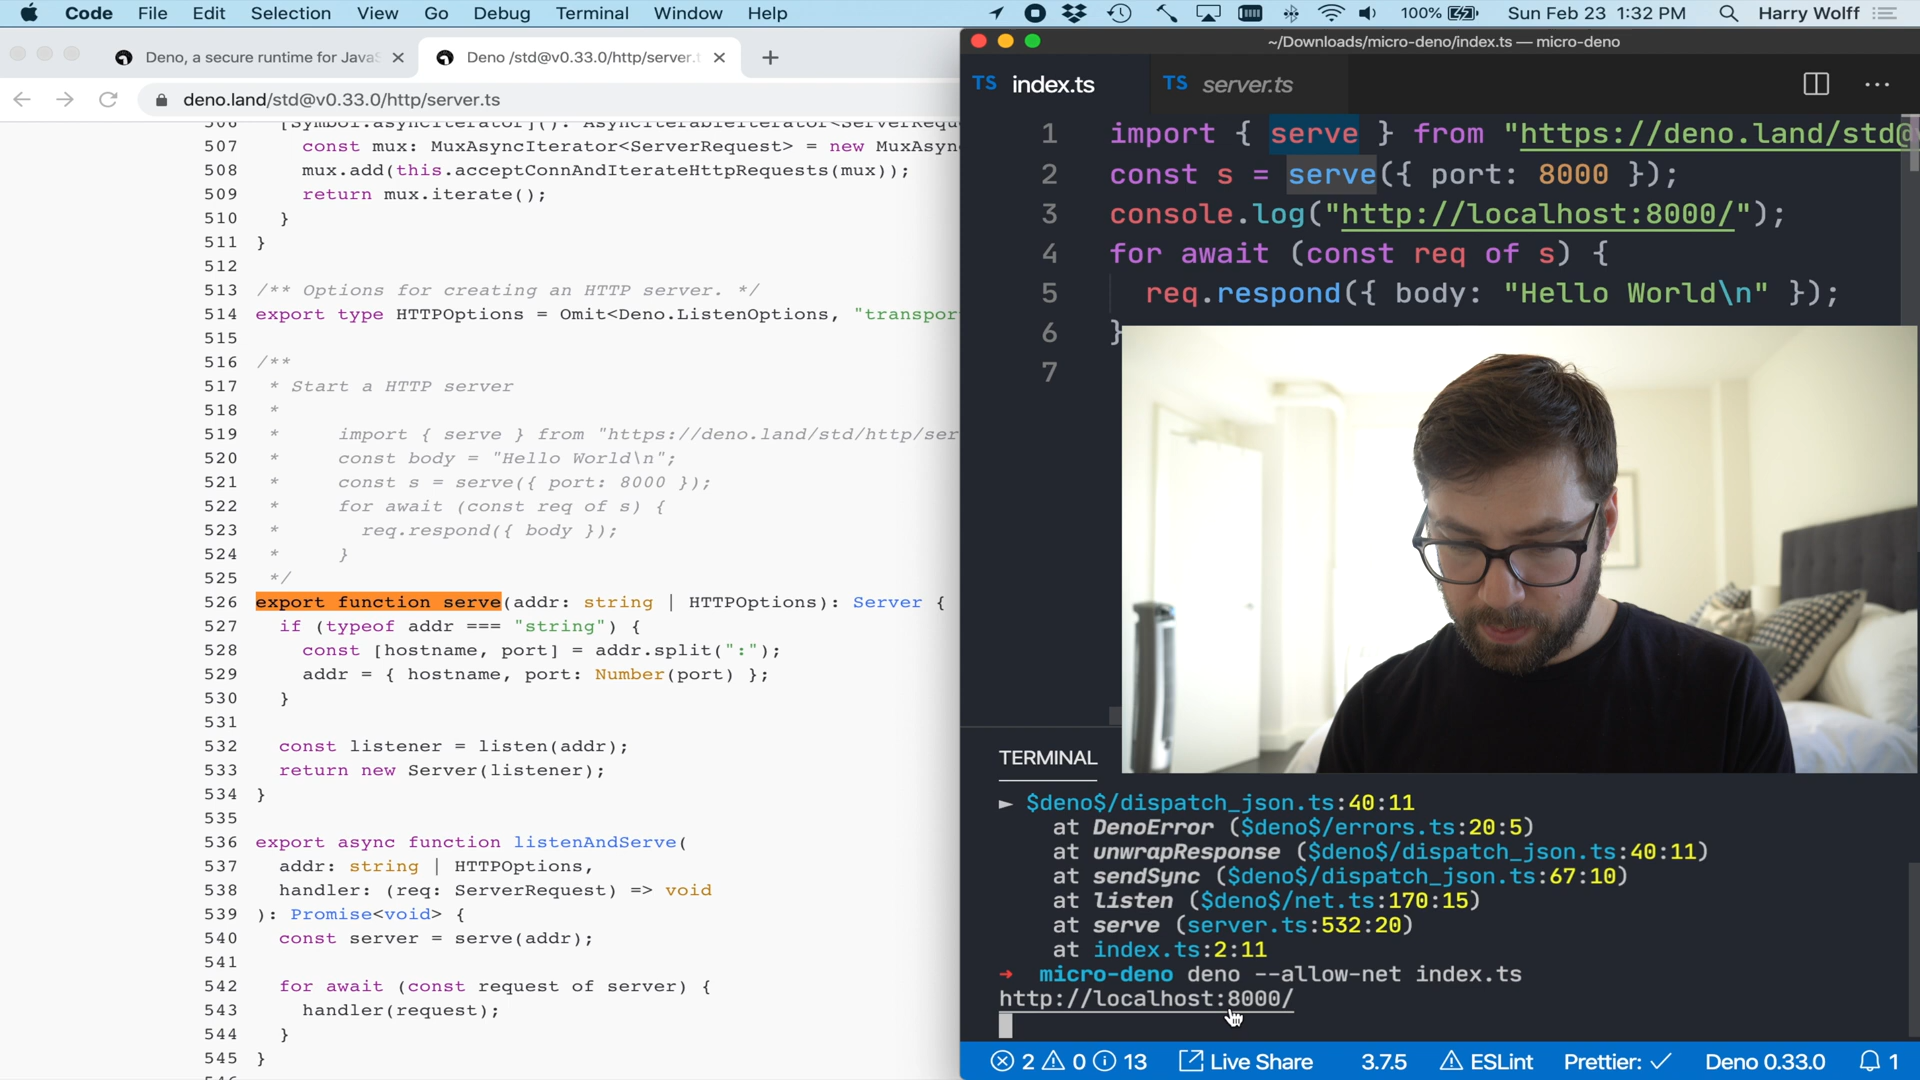 Code File Edit Selection View Go Debug Terminal Window Help 100% Sun Feb 23 1:32 PM Harry Wolff
Deno, a secure runtime for JavaS
Deno /std@v0.33.0/http/server.t
deno.land/std@v0.33.0/http/server.ts
506 [Symbol.asyncIterator](): AsyncIterableIterator<ServerRequ
507 const mux: MuxAsyncIterator<ServerRequest> = new MuxAsyn
508 mux.add(this.acceptConnAndIterateHttpRequests(mux));
509 return mux.iterate();
510 }
511 }
512
513 /** Options for creating an HTTP server. */
514 export type HTTPOptions = Omit<Deno.ListenOptions, "transpor
515
516 /**
517 * Start a HTTP server
518 *
519 * import { serve } from "https://deno.land/std/http/ser
520 * const body = "Hello World\n";
521 * const s = serve({ port: 8000 });
522 * for await (const req of s) {
523 * req.respond({ body });
524 * }
525 */
526 export function serve(addr: string | HTTPOptions): Server {
527 if (typeof addr === "string") {
528 const [hostname, port] = addr.split(":");
529 addr = { hostname, port: Number(port) };
530 }
531
532 const listener = listen(addr);
533 return new Server(listener);
534 }
535
536 export async function listenAndServe(
537 addr: string | HTTPOptions,
538 handler: (req: ServerRequest) => void
539 ): Promise<void> {
540 const server = serve(addr);
541
542 for await (const request of server) {
543 handler(request);
544 }
545 }
~/Downloads/micro-deno/index.ts — micro-deno
TS index.ts
TS server.ts
1 import { serve } from "https://deno.land/std@
2 const s = serve({ port: 8000 });
3 console.log("http://localhost:8000/");
4 for await (const req of s) {
5 req.respond({ body: "Hello World\n" });
6 }
7
TERMINAL
► $deno$/dispatch_json.ts:40:11
at DenoError ($deno$/errors.ts:20:5)
at unwrapResponse ($deno$/dispatch_json.ts:40:11)
at sendSync ($deno$/dispatch_json.ts:67:10)
at listen ($deno$/net.ts:170:15)
at serve (server.ts:532:20)
at index.ts:2:11
➜ micro-deno deno --allow-net index.ts
http://localhost:8000/
2 0 13 Live Share 3.7.5 ESLint Prettier: ✓ Deno 0.33.0 1